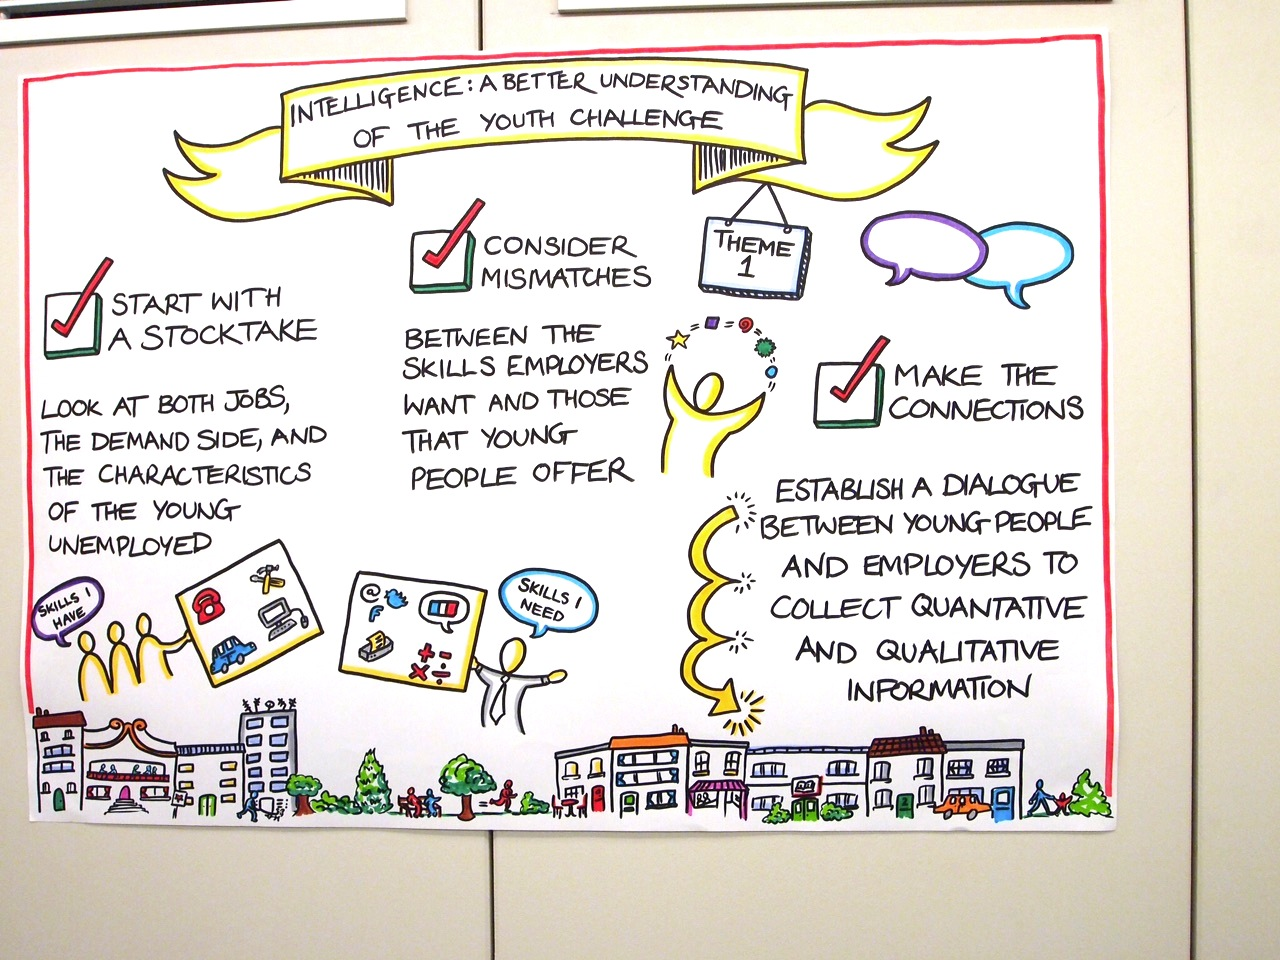 INTELLIGENCE: A BETTER UNDERSTANDING
OF THE YOUTH CHALLENGE
THEME
1
START WITH
A STOCKTAKE
LOOK AT BOTH JOBS,
THE DEMAND SIDE, AND
THE CHARACTERISTICS
OF THE YOUNG
UNEMPLOYED
CONSIDER
MISMATCHES
BETWEEN THE
SKILLS EMPLOYERS
WANT AND THOSE
THAT YOUNG
PEOPLE OFFER
MAKE THE
CONNECTIONS
ESTABLISH A DIALOGUE
BETWEEN YOUNG PEOPLE
AND EMPLOYERS TO
COLLECT QUANTATIVE
AND QUALITATIVE
INFORMATION
SKILLS I
HAVE
@
f
+ -
× ÷
SKILLS I
NEED